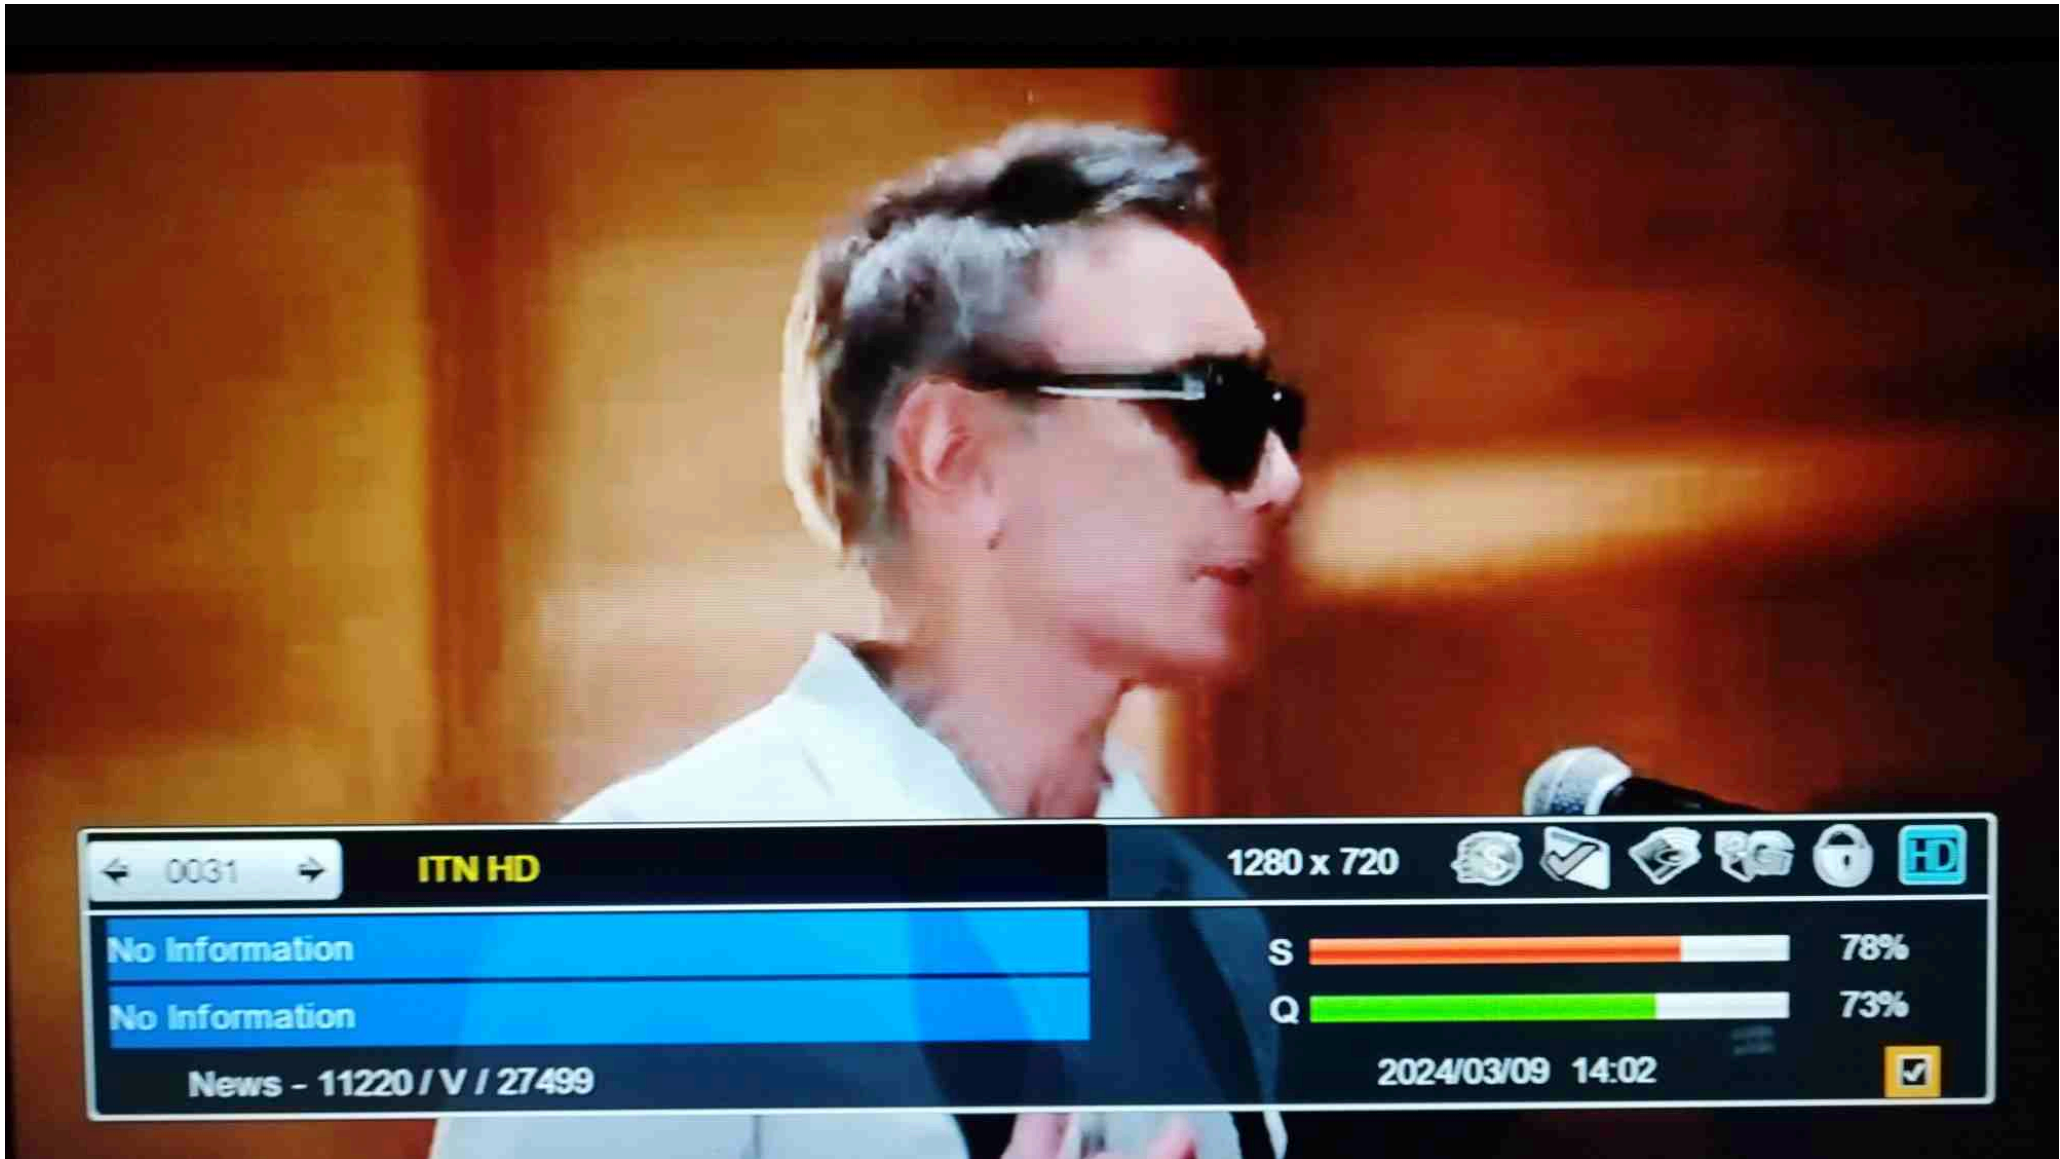 0031 ITN HD 1280 x 720 HD
No Information
S 78%
No Information
Q 73%
News - 11220 / V / 27499 2024/03/09 14:02